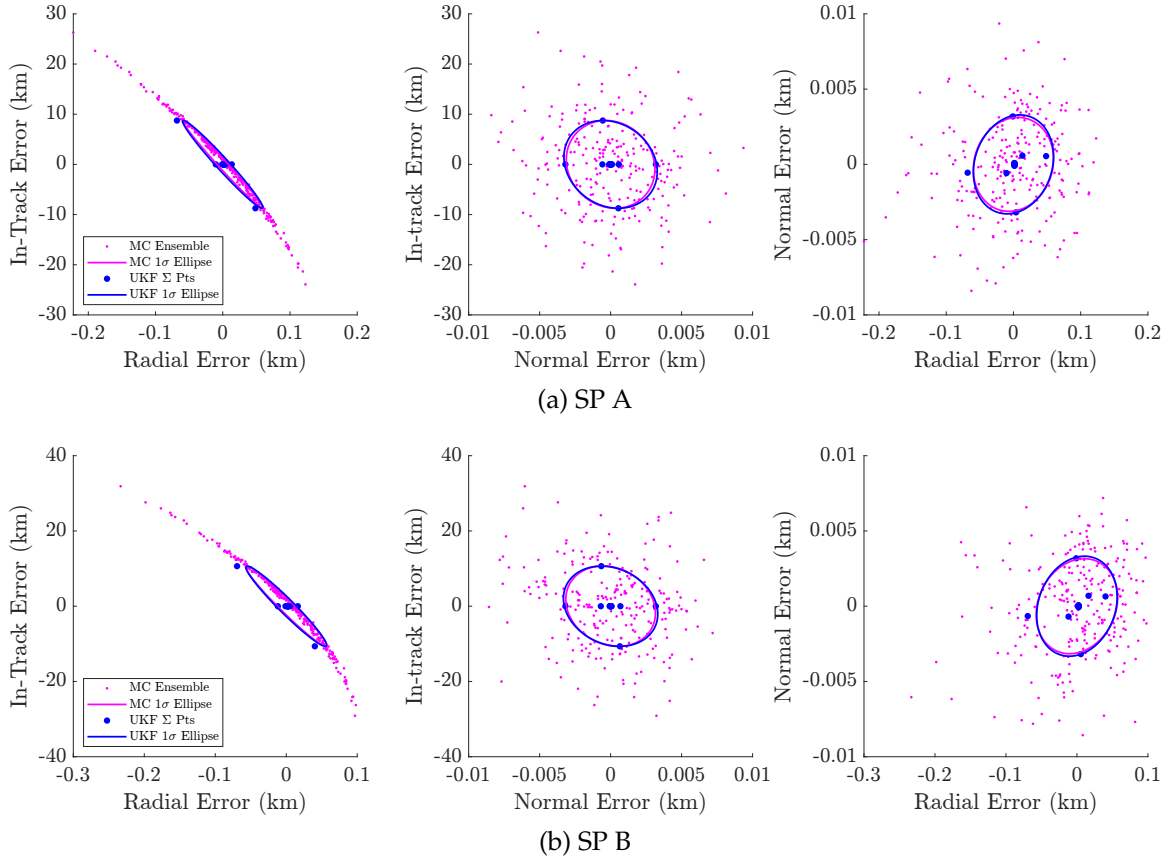 30
20
10
0
-10
-20
-30
In-Track Error (km)
-0.2 -0.1 0 0.1 0.2
Radial Error (km)
MC Ensemble
MC 1σ Ellipse
UKF Σ Pts
UKF 1σ Ellipse
30
20
10
0
-10
-20
-30
In-track Error (km)
-0.01 -0.005 0 0.005 0.01
Normal Error (km)
0.01
0.005
0
-0.005
-0.01
Normal Error (km)
-0.2 -0.1 0 0.1 0.2
Radial Error (km)
(a) SP A
40
20
0
-20
-40
In-Track Error (km)
-0.3 -0.2 -0.1 0 0.1
Radial Error (km)
MC Ensemble
MC 1σ Ellipse
UKF Σ Pts
UKF 1σ Ellipse
40
20
0
-20
-40
In-track Error (km)
-0.01 -0.005 0 0.005 0.01
Normal Error (km)
0.01
0.005
0
-0.005
-0.01
Normal Error (km)
-0.3 -0.2 -0.1 0 0.1
Radial Error (km)
(b) SP B